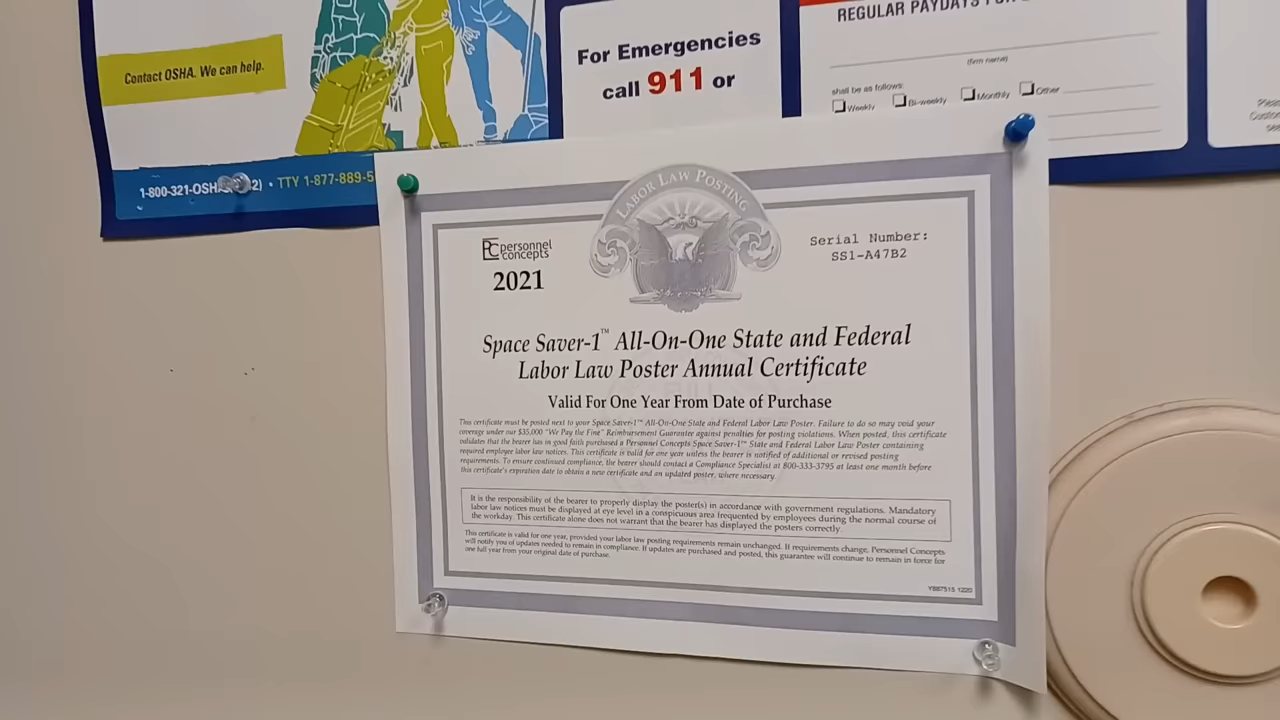 Contact OSHA. We can help.
1-800-321-OSHA
2) • TTY 1-877-889-5
For Emergencies
call 911 or
REGULAR PAYDAYS
(firm name)
shall be as follows:
Weekly Bi-weekly Monthly Other
LABOR LAW POSTING
PC personnel concepts
2021
Serial Number:
SS1-A47B2
Space Saver-1™ All-On-One State and Federal
Labor Law Poster Annual Certificate
Valid For One Year From Date of Purchase
This certificate must be posted next to your Space Saver-1™ All-On-One State and Federal Labor Law Poster. Failure to do so may void your
coverage under our $35,000 "We Pay the Fine" Reimbursement Guarantee against penalties for posting violations. When posted, this certificate
validates that the bearer has in good faith purchased a Personnel Concepts Space Saver-1™ State and Federal Labor Law Poster containing
required employee labor law notices. This certificate is valid for one year unless the bearer is notified of additional or revised posting
requirements. To ensure continued compliance, the bearer should contact a Compliance Specialist at 800-333-3795 at least one month before
this certificate's expiration date to obtain a new certificate and an updated poster, where necessary.
It is the responsibility of the bearer to properly display the poster(s) in accordance with government regulations. Mandatory
labor law notices must be displayed at eye level in a conspicuous area frequented by employees during the normal course of
the workday. This certificate alone does not warrant that the bearer has displayed the posters correctly.
This certificate is valid for one year, provided your labor law posting requirements remain unchanged. If requirements change, Personnel Concepts
will notify you of updates needed to remain in compliance. If updates are purchased and posted, this guarantee will continue to remain in force for
one full year from your original date of purchase.
Y887515 1220